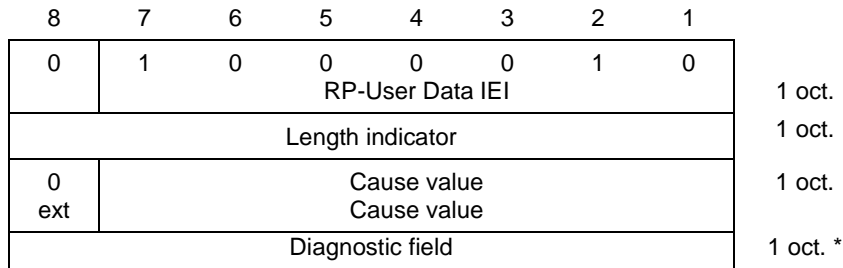 8 7 6 5 4 3 2 1
0 1 0 0 0 0 1 0
RP-User Data IEI 1 oct.
Length indicator 1 oct.
0 Cause value 1 oct.
ext Cause value
Diagnostic field 1 oct. *